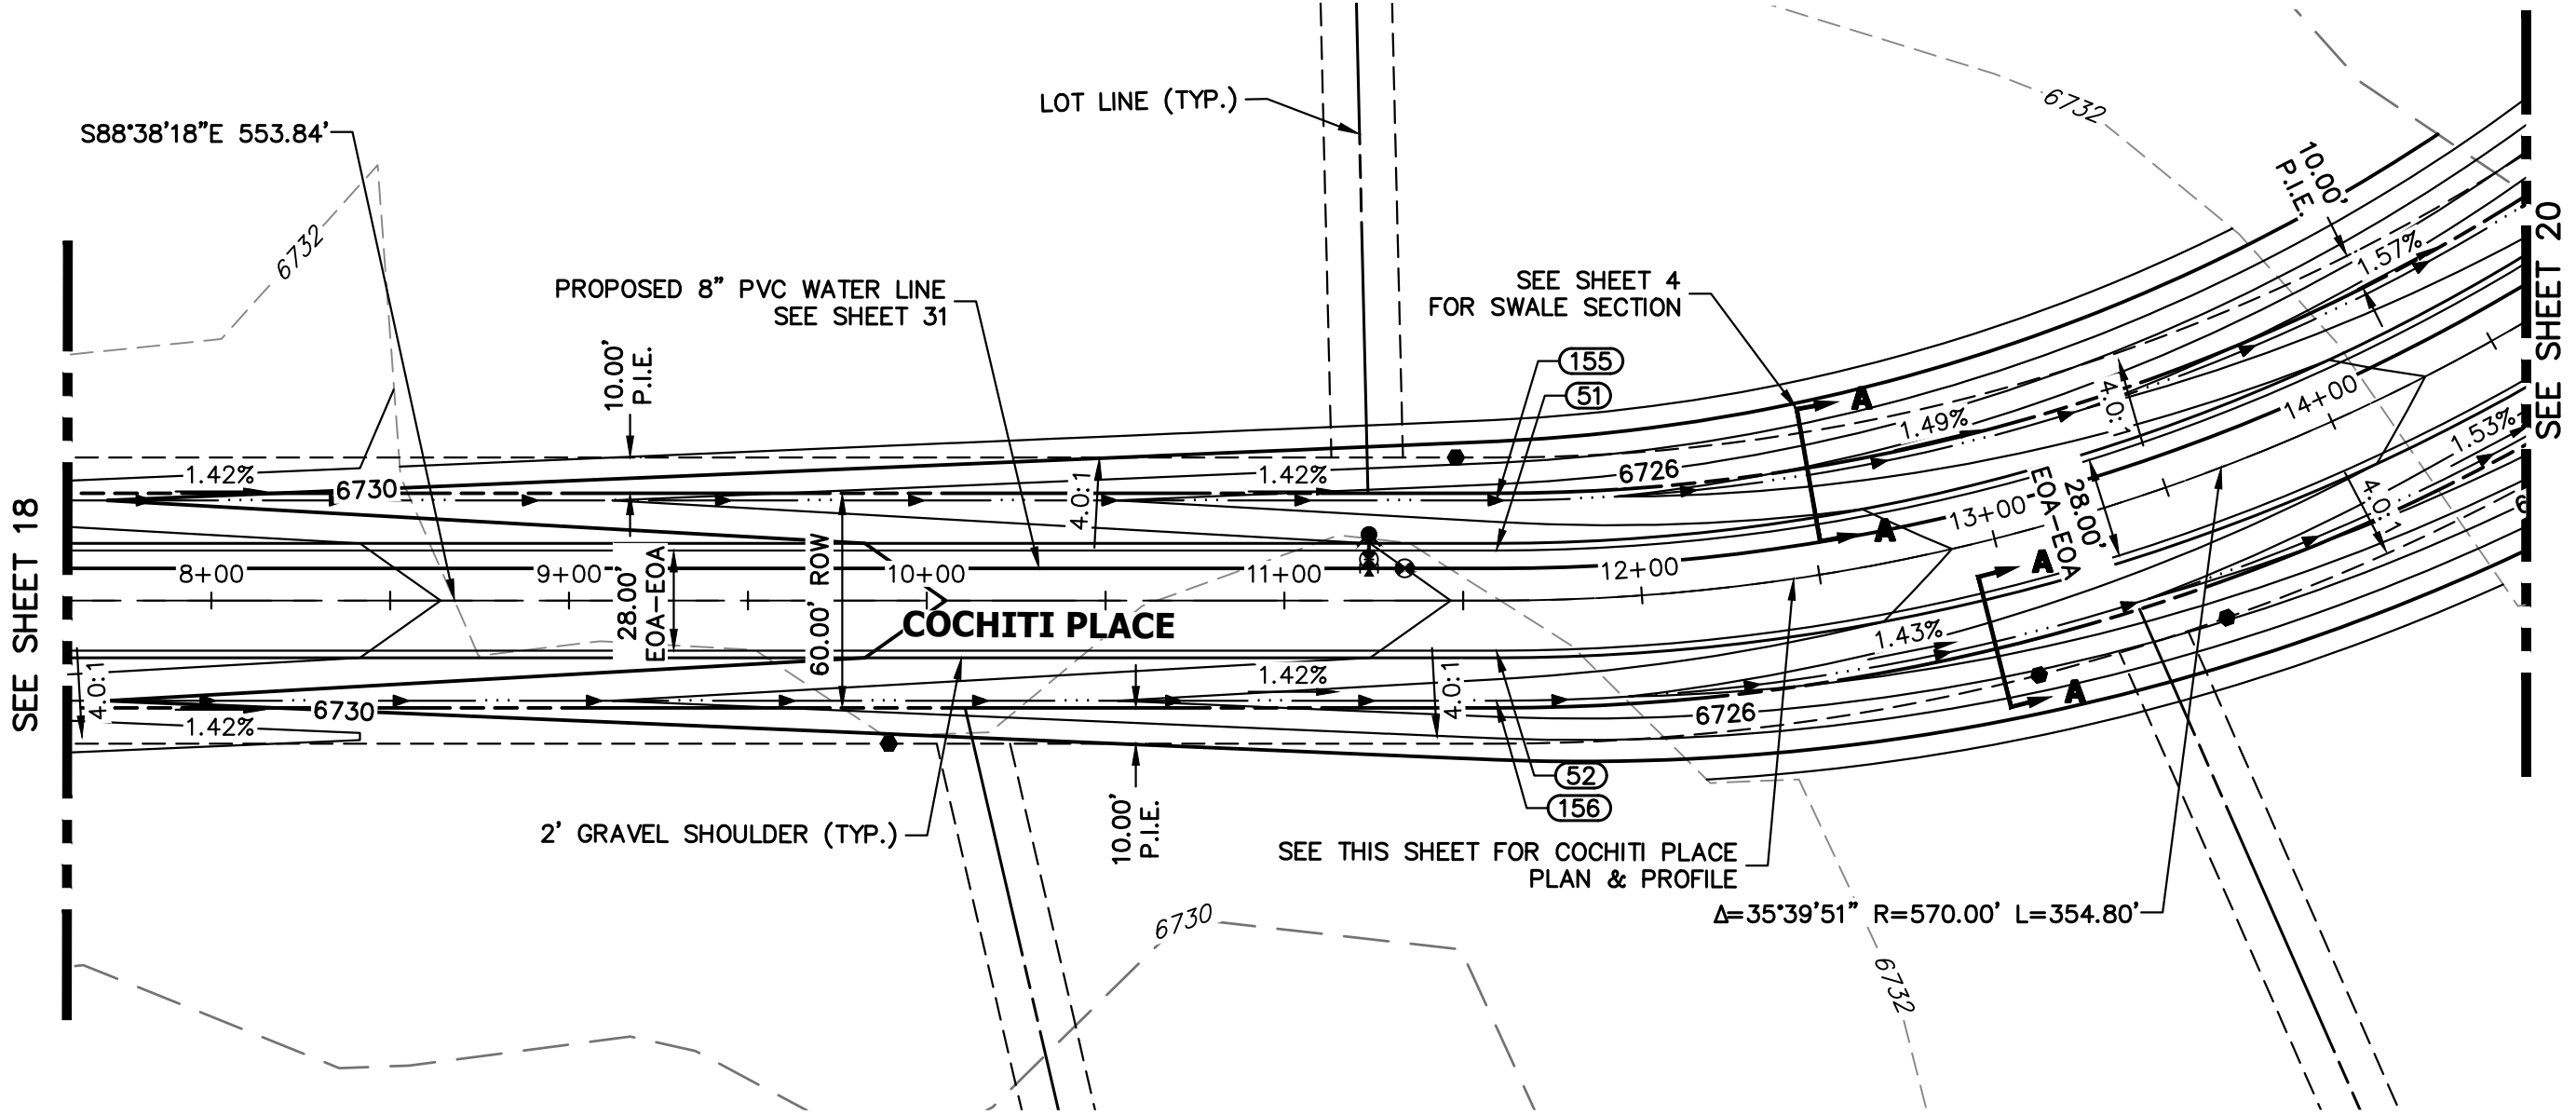 LOT LINE (TYP.)
6732
S88°38'18"E 553.84'
10.00'
P.I.E.
6732
PROPOSED 8" PVC WATER LINE
SEE SHEET 31
SEE SHEET 4
FOR SWALE SECTION
1.57%
SEE SHEET 20
10.00'
P.I.E.
155
51
A
1.49%
4.0:1
14+00
1.53%
1.42%
6730
4.0:1
1.42%
6726
SEE SHEET 18
8+00
9+00
28.00'
EOA-EOA
60.00' ROW
10+00
11+00
12+00
A
13+00
28.00'
EOA-EOA
4.0:1
A
COCHITI PLACE
4.0:1
1.42%
6730
1.42%
4.0:1
1.43%
6726
A
52
156
2' GRAVEL SHOULDER (TYP.)
10.00'
P.I.E.
SEE THIS SHEET FOR COCHITI PLACE
PLAN & PROFILE
Δ=35°39'51" R=570.00' L=354.80'
6730
6732